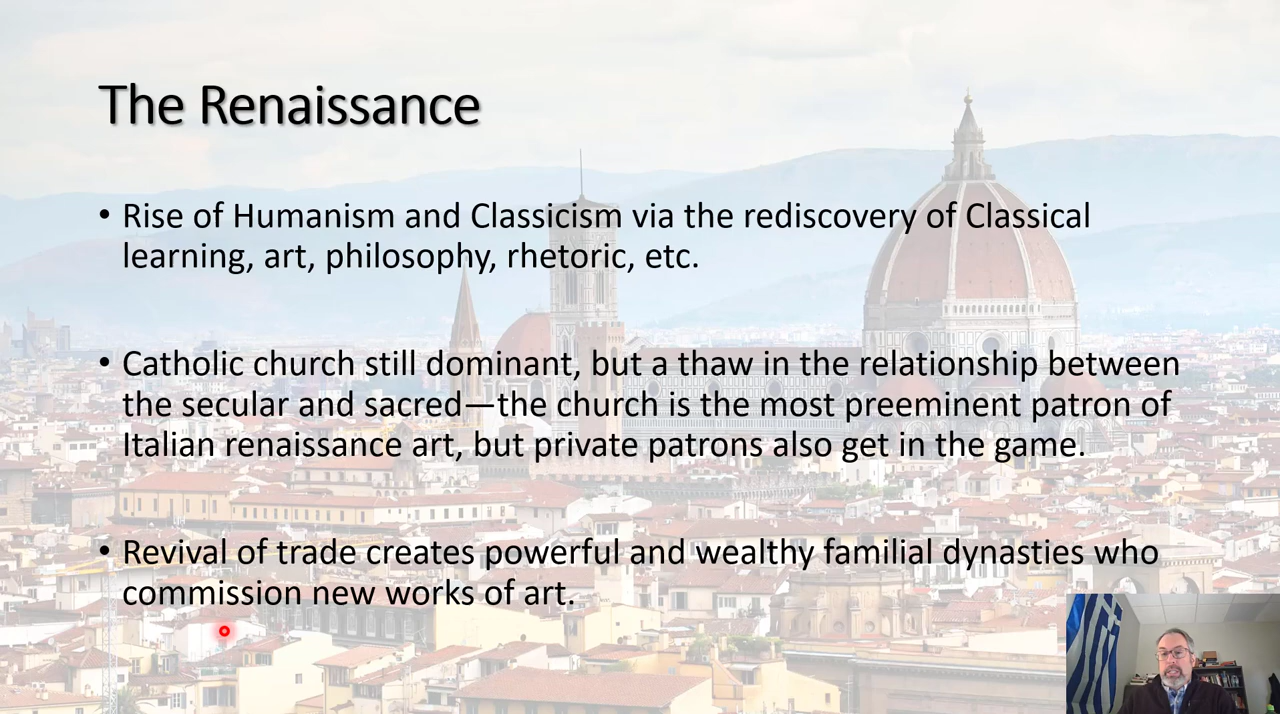 The Renaissance
• Rise of Humanism and Classicism via the rediscovery of Classical
learning, art, philosophy, rhetoric, etc.
• Catholic church still dominant, but a thaw in the relationship between
the secular and sacred—the church is the most preeminent patron of
Italian renaissance art, but private patrons also get in the game.
• Revival of trade creates powerful and wealthy familial dynasties who
commission new works of art.